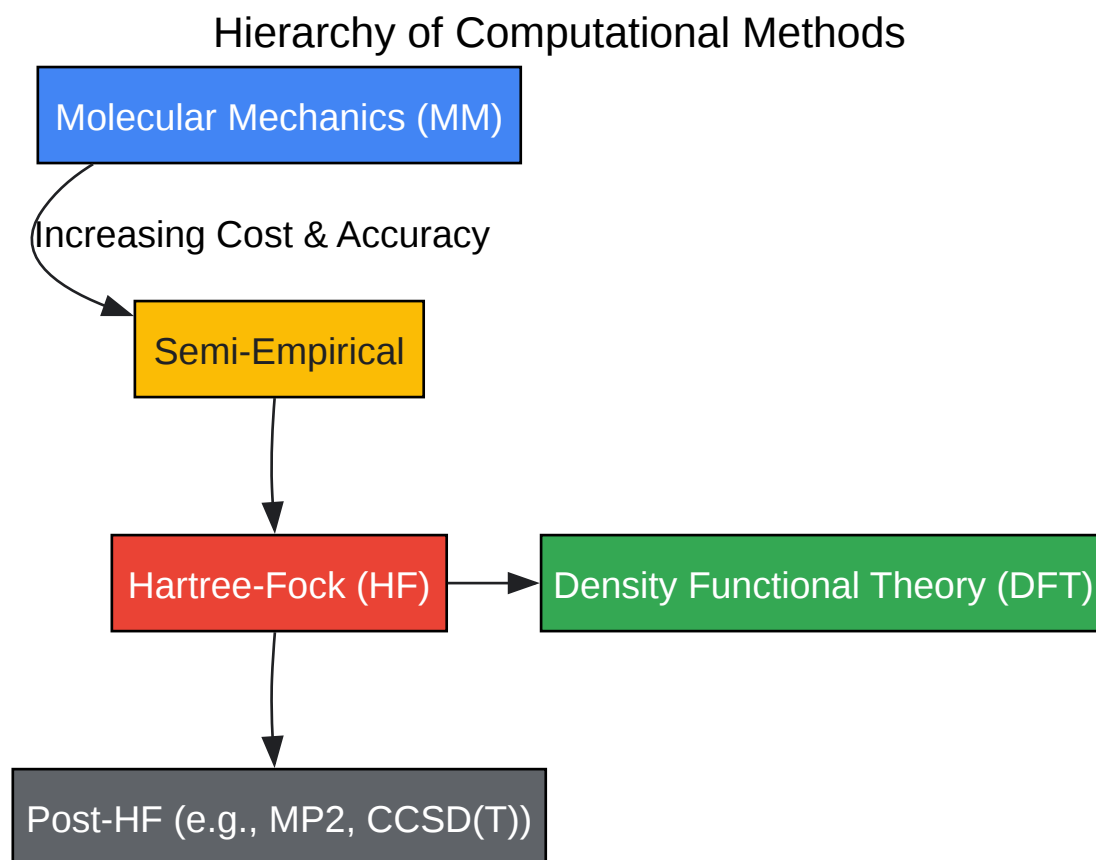 Hierarchy of Computational Methods
Molecular Mechanics (MM)
Increasing Cost & Accuracy
Semi-Empirical
Hartree-Fock (HF)
Density Functional Theory (DFT)
Post-HF (e.g., MP2, CCSD(T))